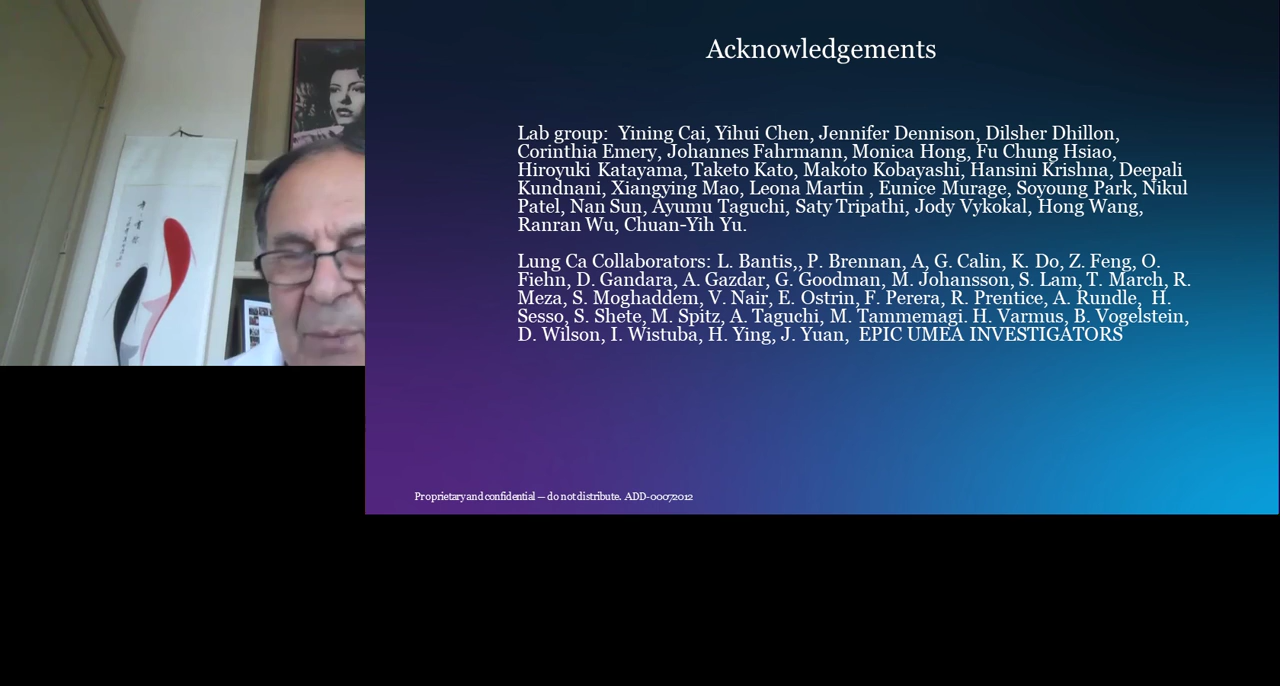 Acknowledgements
Lab group: Yining Cai, Yihui Chen, Jennifer Dennison, Dilsher Dhillon,
Corinthia Emery, Johannes Fahrmann, Monica Hong, Fu Chung Hsiao,
Hiroyuki Katayama, Taketo Kato, Makoto Kobayashi, Hansini Krishna, Deepali
Kundnani, Xiangying Mao, Leona Martin , Eunice Murage, Soyoung Park, Nikul
Patel, Nan Sun, Ayumu Taguchi, Saty Tripathi, Jody Vykokal, Hong Wang,
Ranran Wu, Chuan-Yih Yu.
Lung Ca Collaborators: L. Bantis,, P. Brennan, A, G. Calin, K. Do, Z. Feng, O.
Fiehn, D. Gandara, A. Gazdar, G. Goodman, M. Johansson, S. Lam, T. March, R.
Meza, S. Moghaddem, V. Nair, E. Ostrin, F. Perera, R. Prentice, A. Rundle, H.
Sesso, S. Shete, M. Spitz, A. Taguchi, M. Tammemagi. H. Varmus, B. Vogelstein,
D. Wilson, I. Wistuba, H. Ying, J. Yuan, EPIC UMEA INVESTIGATORS
Proprietary and confidential — do not distribute. ADD-00072012